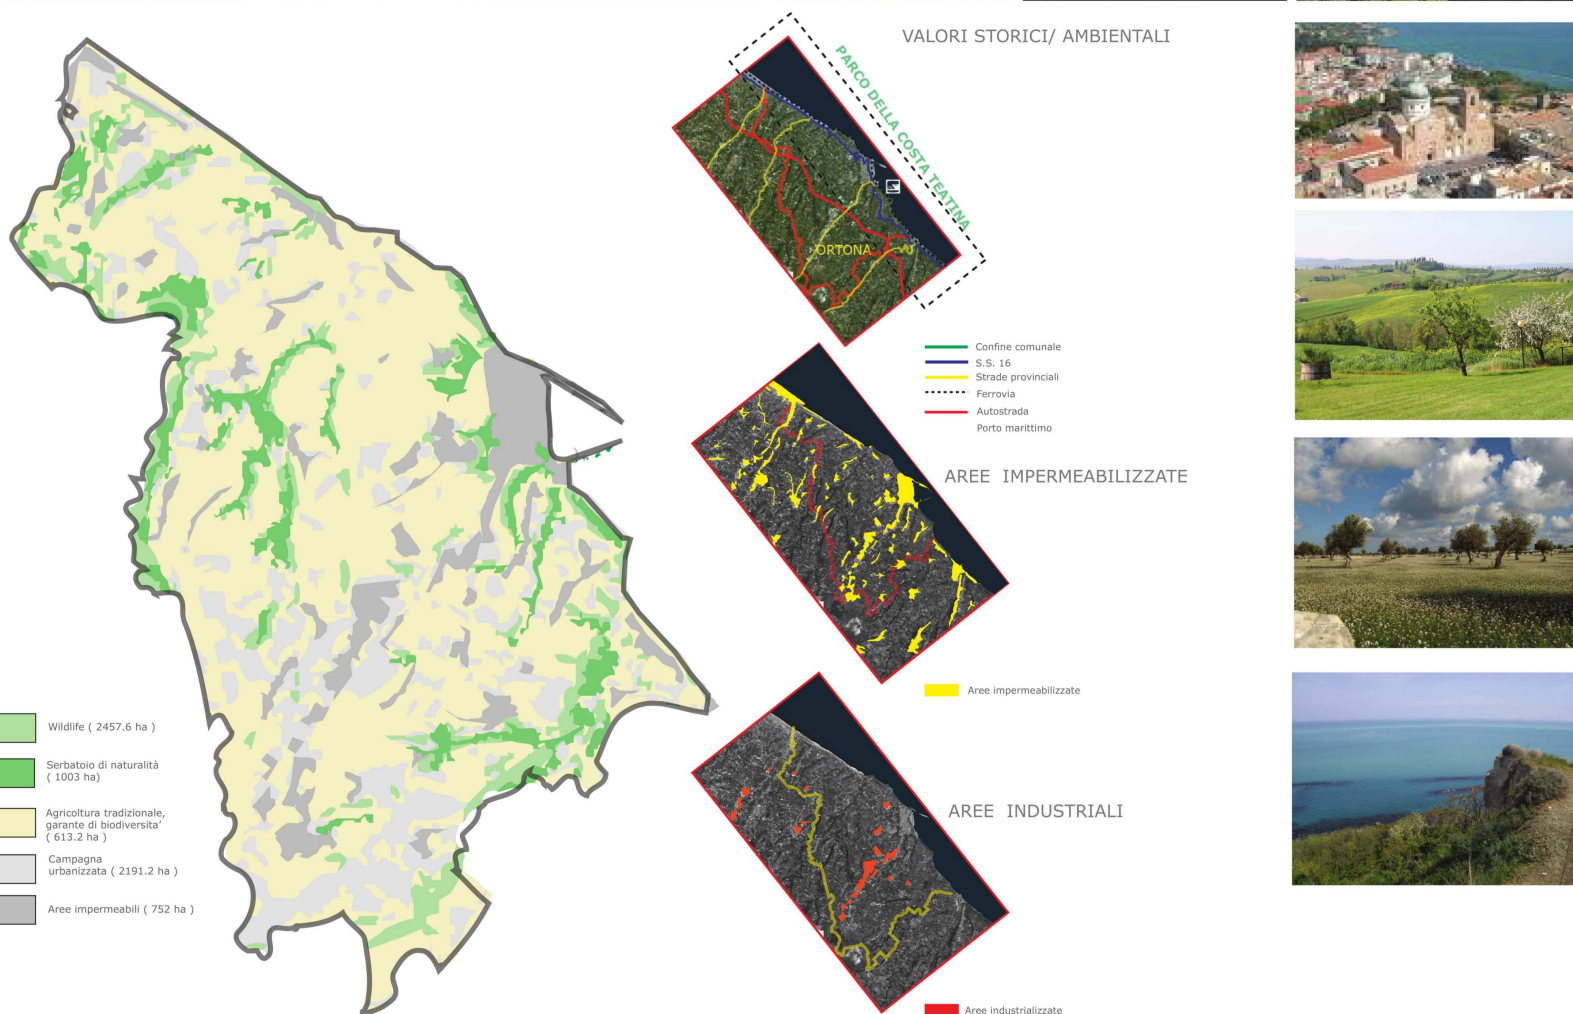 VALORI STORICI/ AMBIENTALI
PARCO DELLA COSTA TEATINA
ORTONA
Confine comunale
S.S. 16
Strade provinciali
Ferrovia
Autostrada
Porto marittimo
AREE IMPERMEABILIZZATE
Aree impermeabilizzate
AREE INDUSTRIALI
Aree industrializzate
Wildlife ( 2457.6 ha )
Serbatoio di naturalità
( 1003 ha)
Agricoltura tradizionale,
garante di biodiversita'
( 613.2 ha )
Campagna
urbanizzata ( 2191.2 ha )
Aree impermeabili ( 752 ha )